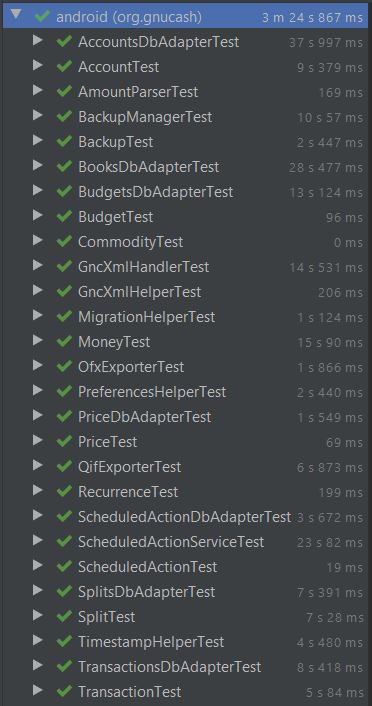 android (org.gnucash) 3 m 24 s 867 ms
AccountsDbAdapterTest 37 s 997 ms
AccountTest 9 s 379 ms
AmountParserTest 169 ms
BackupManagerTest 10 s 57 ms
BackupTest 2 s 447 ms
BooksDbAdapterTest 28 s 477 ms
BudgetsDbAdapterTest 13 s 124 ms
BudgetTest 96 ms
CommodityTest 0 ms
GncXmlHandlerTest 14 s 531 ms
GncXmlHelperTest 206 ms
MigrationHelperTest 1 s 124 ms
MoneyTest 15 s 90 ms
OfxExporterTest 1 s 866 ms
PreferencesHelperTest 2 s 440 ms
PriceDbAdapterTest 1 s 549 ms
PriceTest 69 ms
QifExporterTest 6 s 873 ms
RecurrenceTest 199 ms
ScheduledActionDbAdapterTest 3 s 672 ms
ScheduledActionServiceTest 23 s 82 ms
ScheduledActionTest 19 ms
SplitsDbAdapterTest 7 s 391 ms
SplitTest 7 s 28 ms
TimestampHelperTest 4 s 480 ms
TransactionsDbAdapterTest 8 s 418 ms
TransactionTest 5 s 84 ms